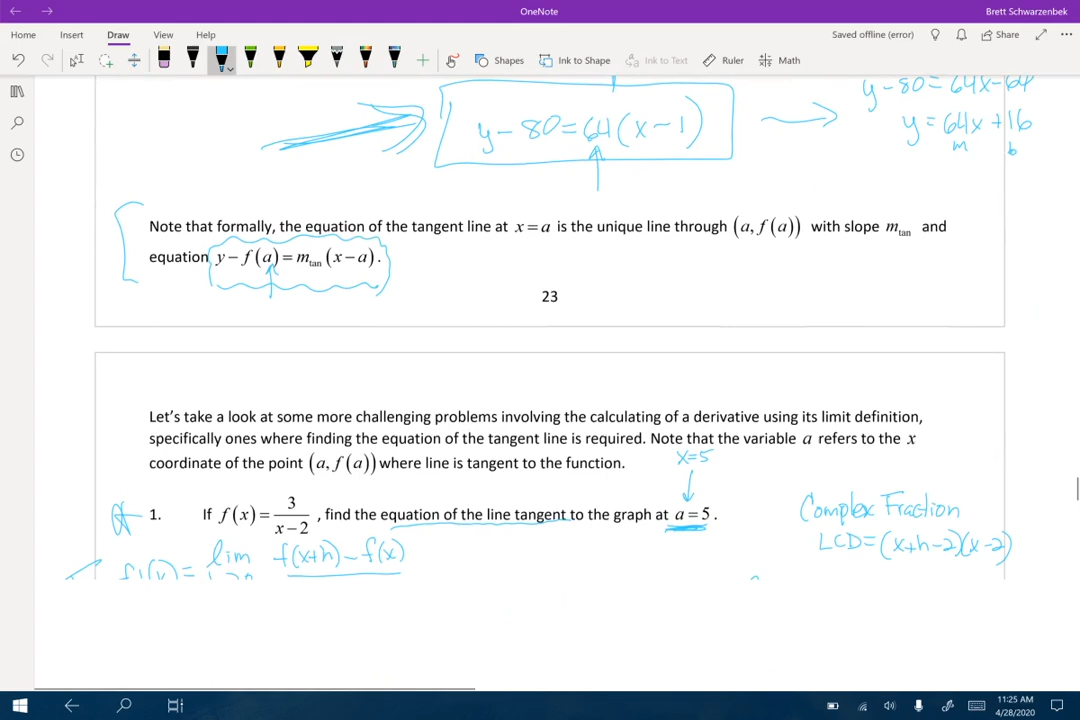 OneNote
Brett Schwarzenbek
Home Insert Draw View Help
Saved offline (error) Share
Shapes Ink to Shape Ink to Text Ruler Math
y-80=64x-64
y-80=64(x-1)
y=64x+16
m b
Note that formally, the equation of the tangent line at x = a is the unique line through (a, f(a)) with slope m_tan and
equation y − f(a) = m_tan (x − a).
23
Let's take a look at some more challenging problems involving the calculating of a derivative using its limit definition,
specifically ones where finding the equation of the tangent line is required. Note that the variable a refers to the x
coordinate of the point (a, f(a)) where line is tangent to the function.
x=5
1. If f(x) = 3/(x−2), find the equation of the line tangent to the graph at a = 5.
Complex Fraction
LCD=(x+h-2)(x-2)
f'(x)= lim f(x+h)-f(x)
11:25 AM
4/28/2020